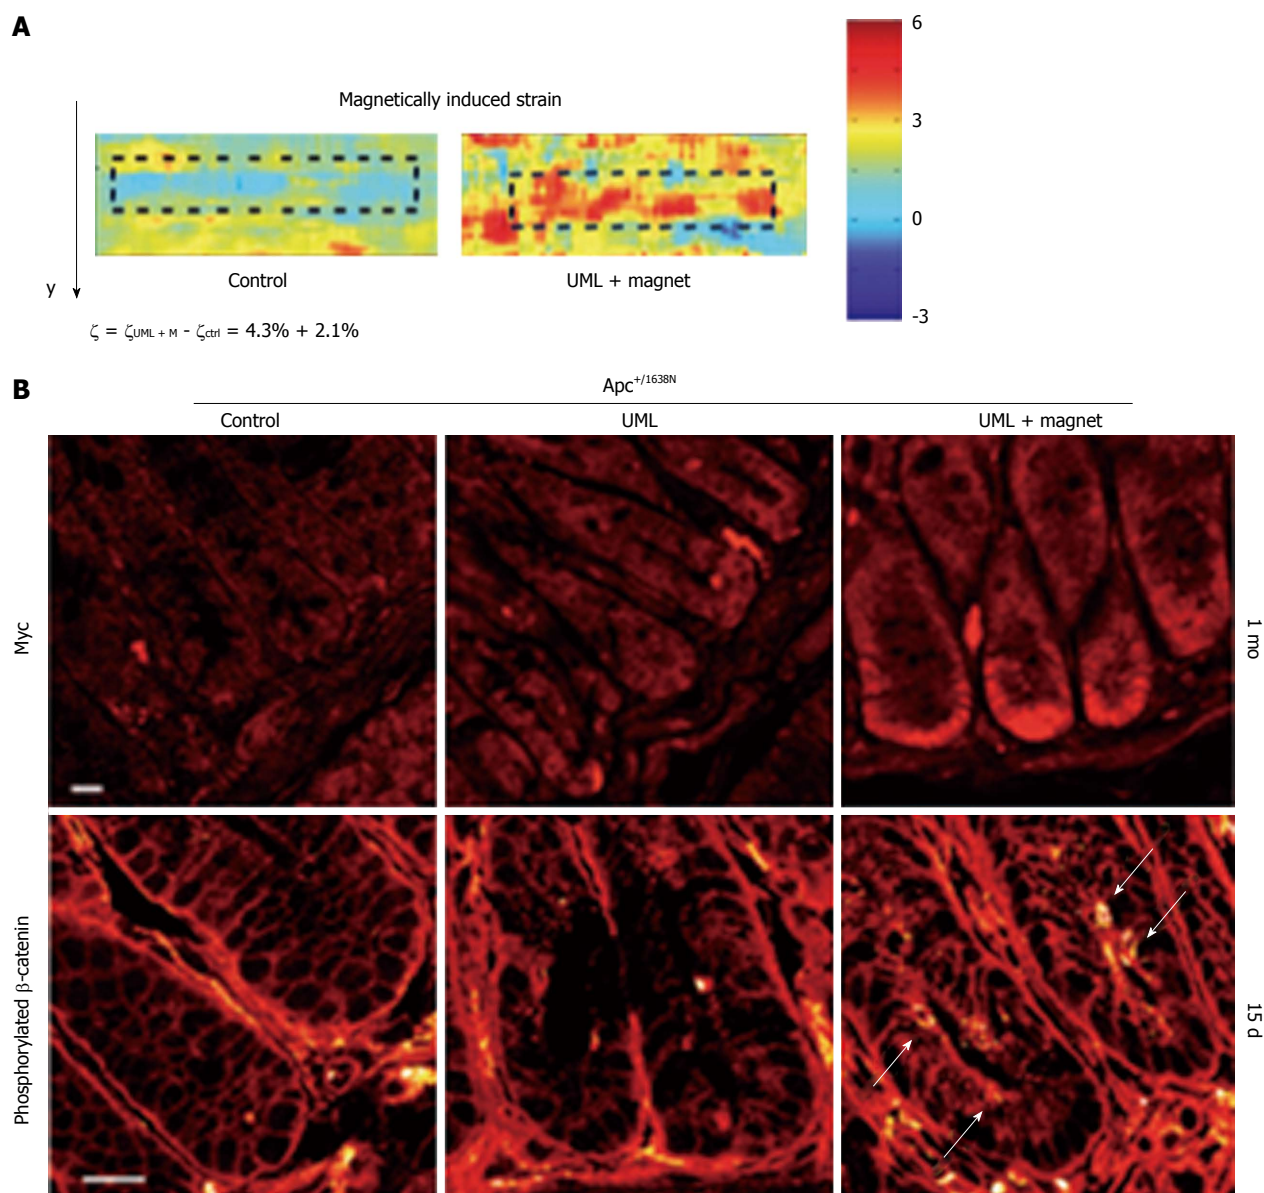 A
Magnetically induced strain
6
3
0
-3
Control
UML + magnet
y
ζ = ζUML + M - ζctrl = 4.3% + 2.1%
B
Apc+/1638N
Control
UML
UML + magnet
Myc
1 mo
Phosphorylated β-catenin
15 d